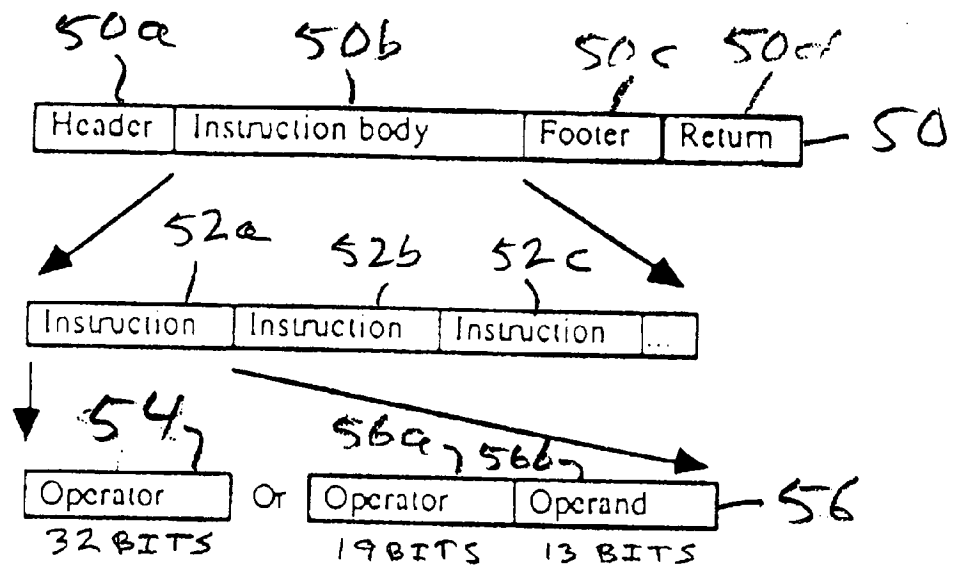 50a 50b 50c 50d
Header Instruction body Footer Return 50
52a 52b 52c
Instruction Instruction Instruction ...
54 56a 56b
Operator Or Operator Operand 56
32 BITS 19 BITS 13 BITS